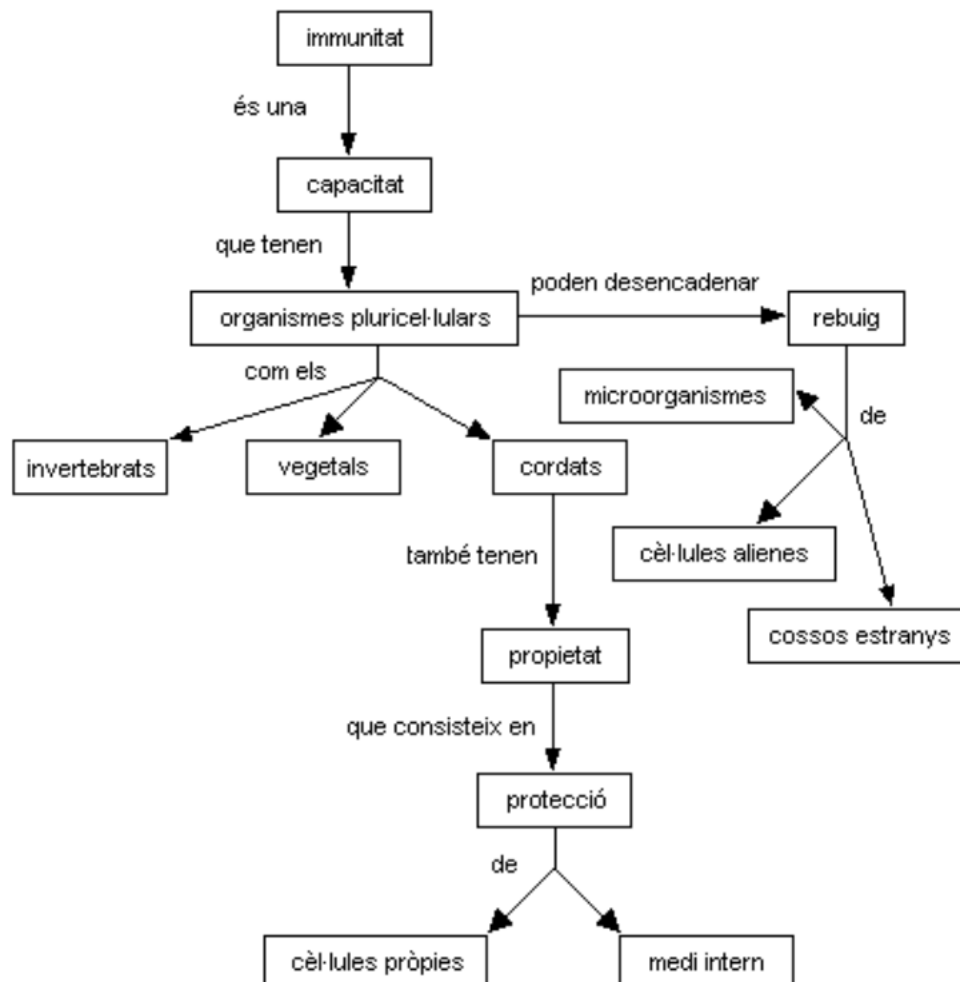 immunitat
és una
capacitat
que tenen
organismes pluricel·lulars
poden desencadenar
rebuig
com els
microorganismes
de
invertebrats
vegetals
cordats
cèl·lules alienes
també tenen
cossos estranys
propietat
que consisteix en
protecció
de
cèl·lules pròpies
medi intern